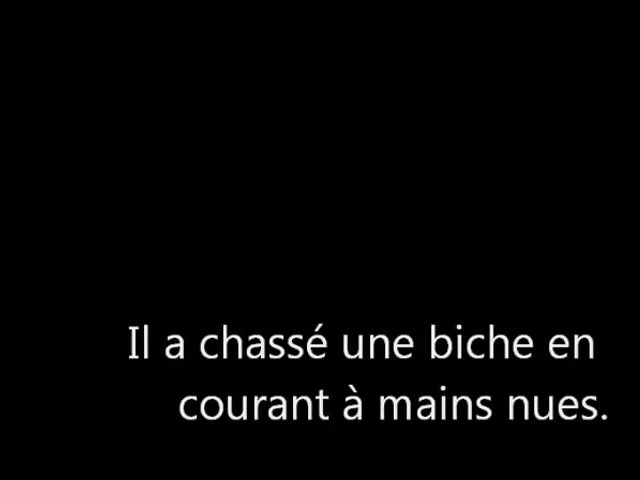 Il a chassé une biche en
courant à mains nues.